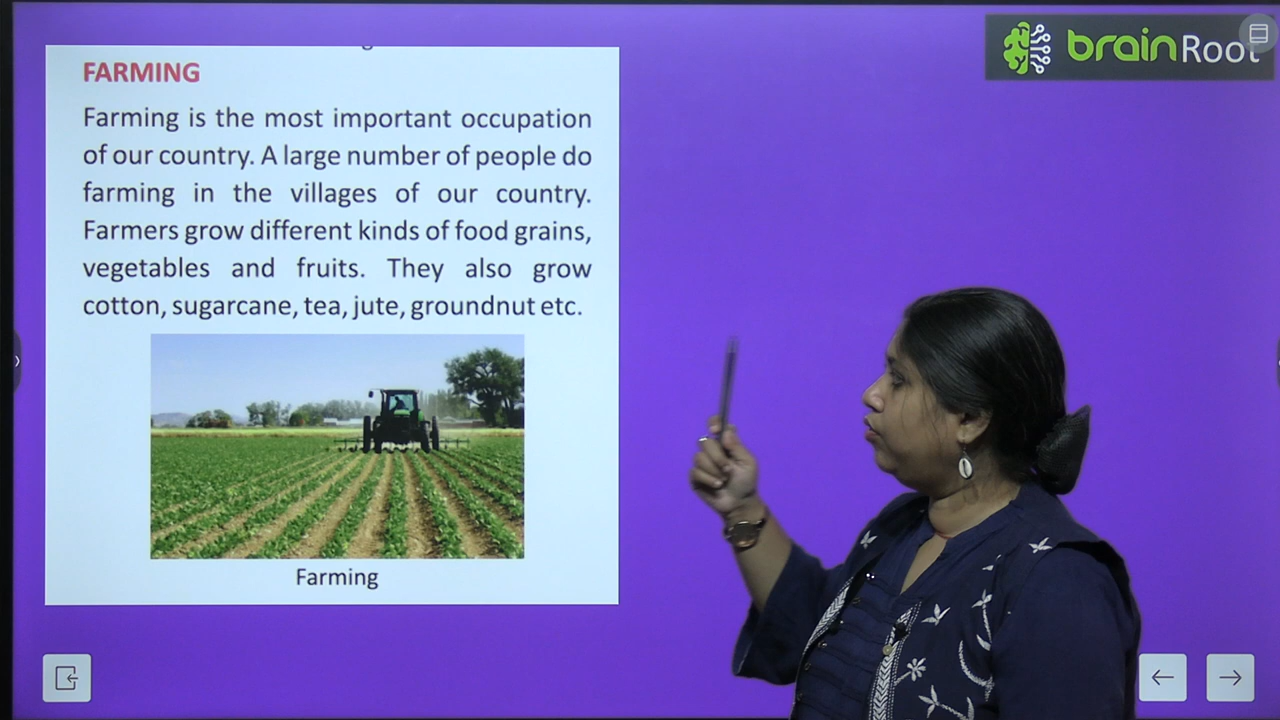 brainRoot
FARMING
Farming is the most important occupation
of our country. A large number of people do
farming in the villages of our country.
Farmers grow different kinds of food grains,
vegetables and fruits. They also grow
cotton, sugarcane, tea, jute, groundnut etc.
Farming